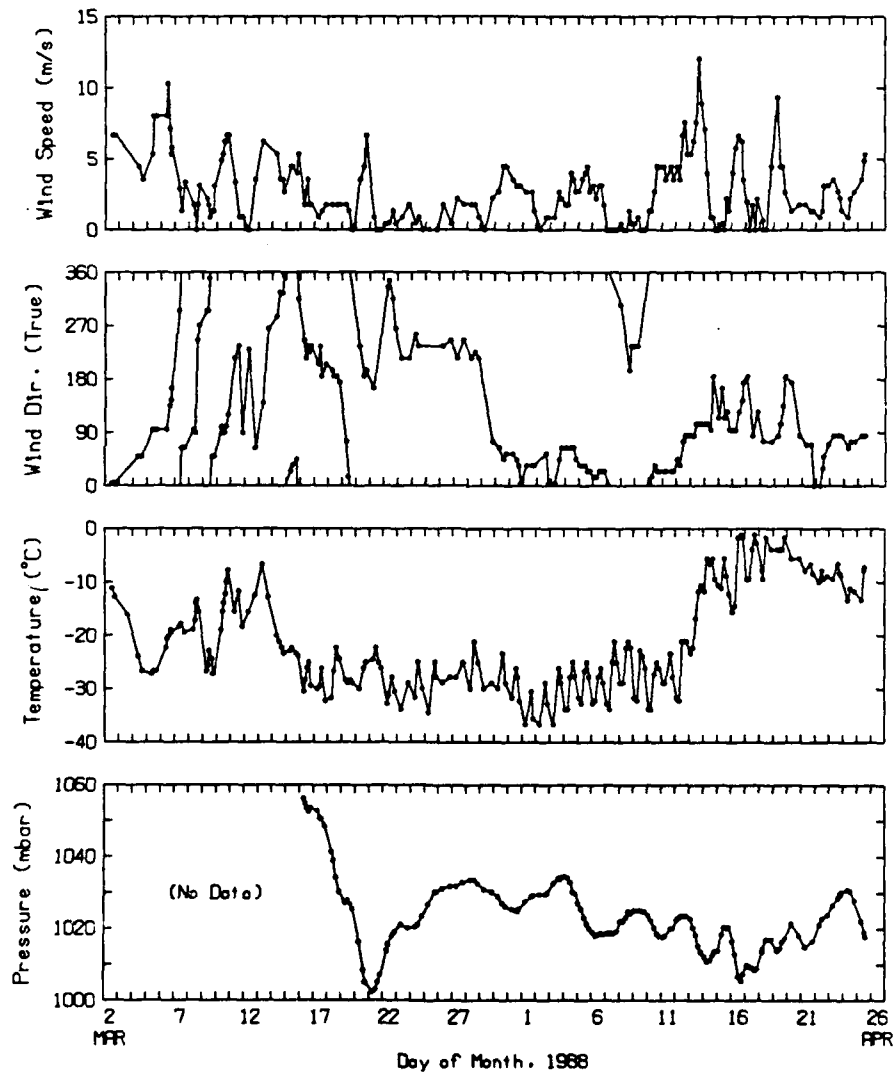 15
10
5
0
Wind Speed (m/s)
360
270
180
90
0
Wind Dir. (True)
0
-10
-20
-30
-40
Temperature (°C)
1060
1040
1020
1000
Pressure (mbar)
(No Data)
2 7 12 17 22 27 1 6 11 16 21 26
MAR APR
Day of Month, 1988